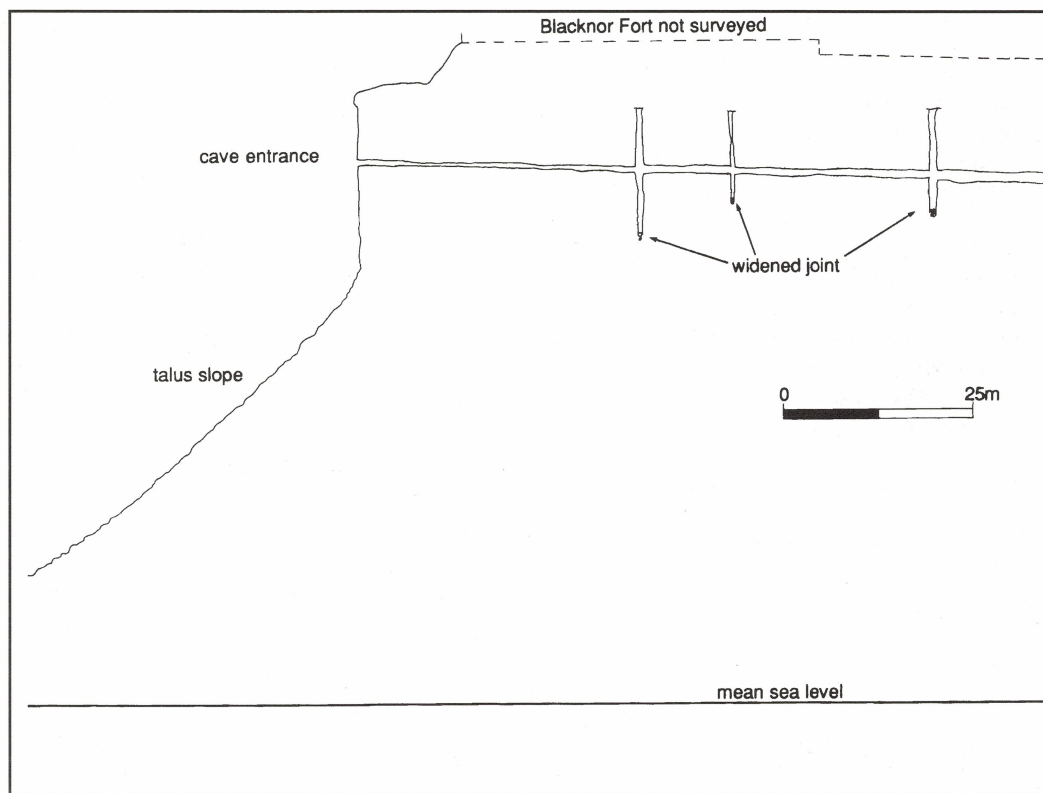 Blacknor Fort not surveyed
cave entrance
widened joint
talus slope
0 25m
mean sea level